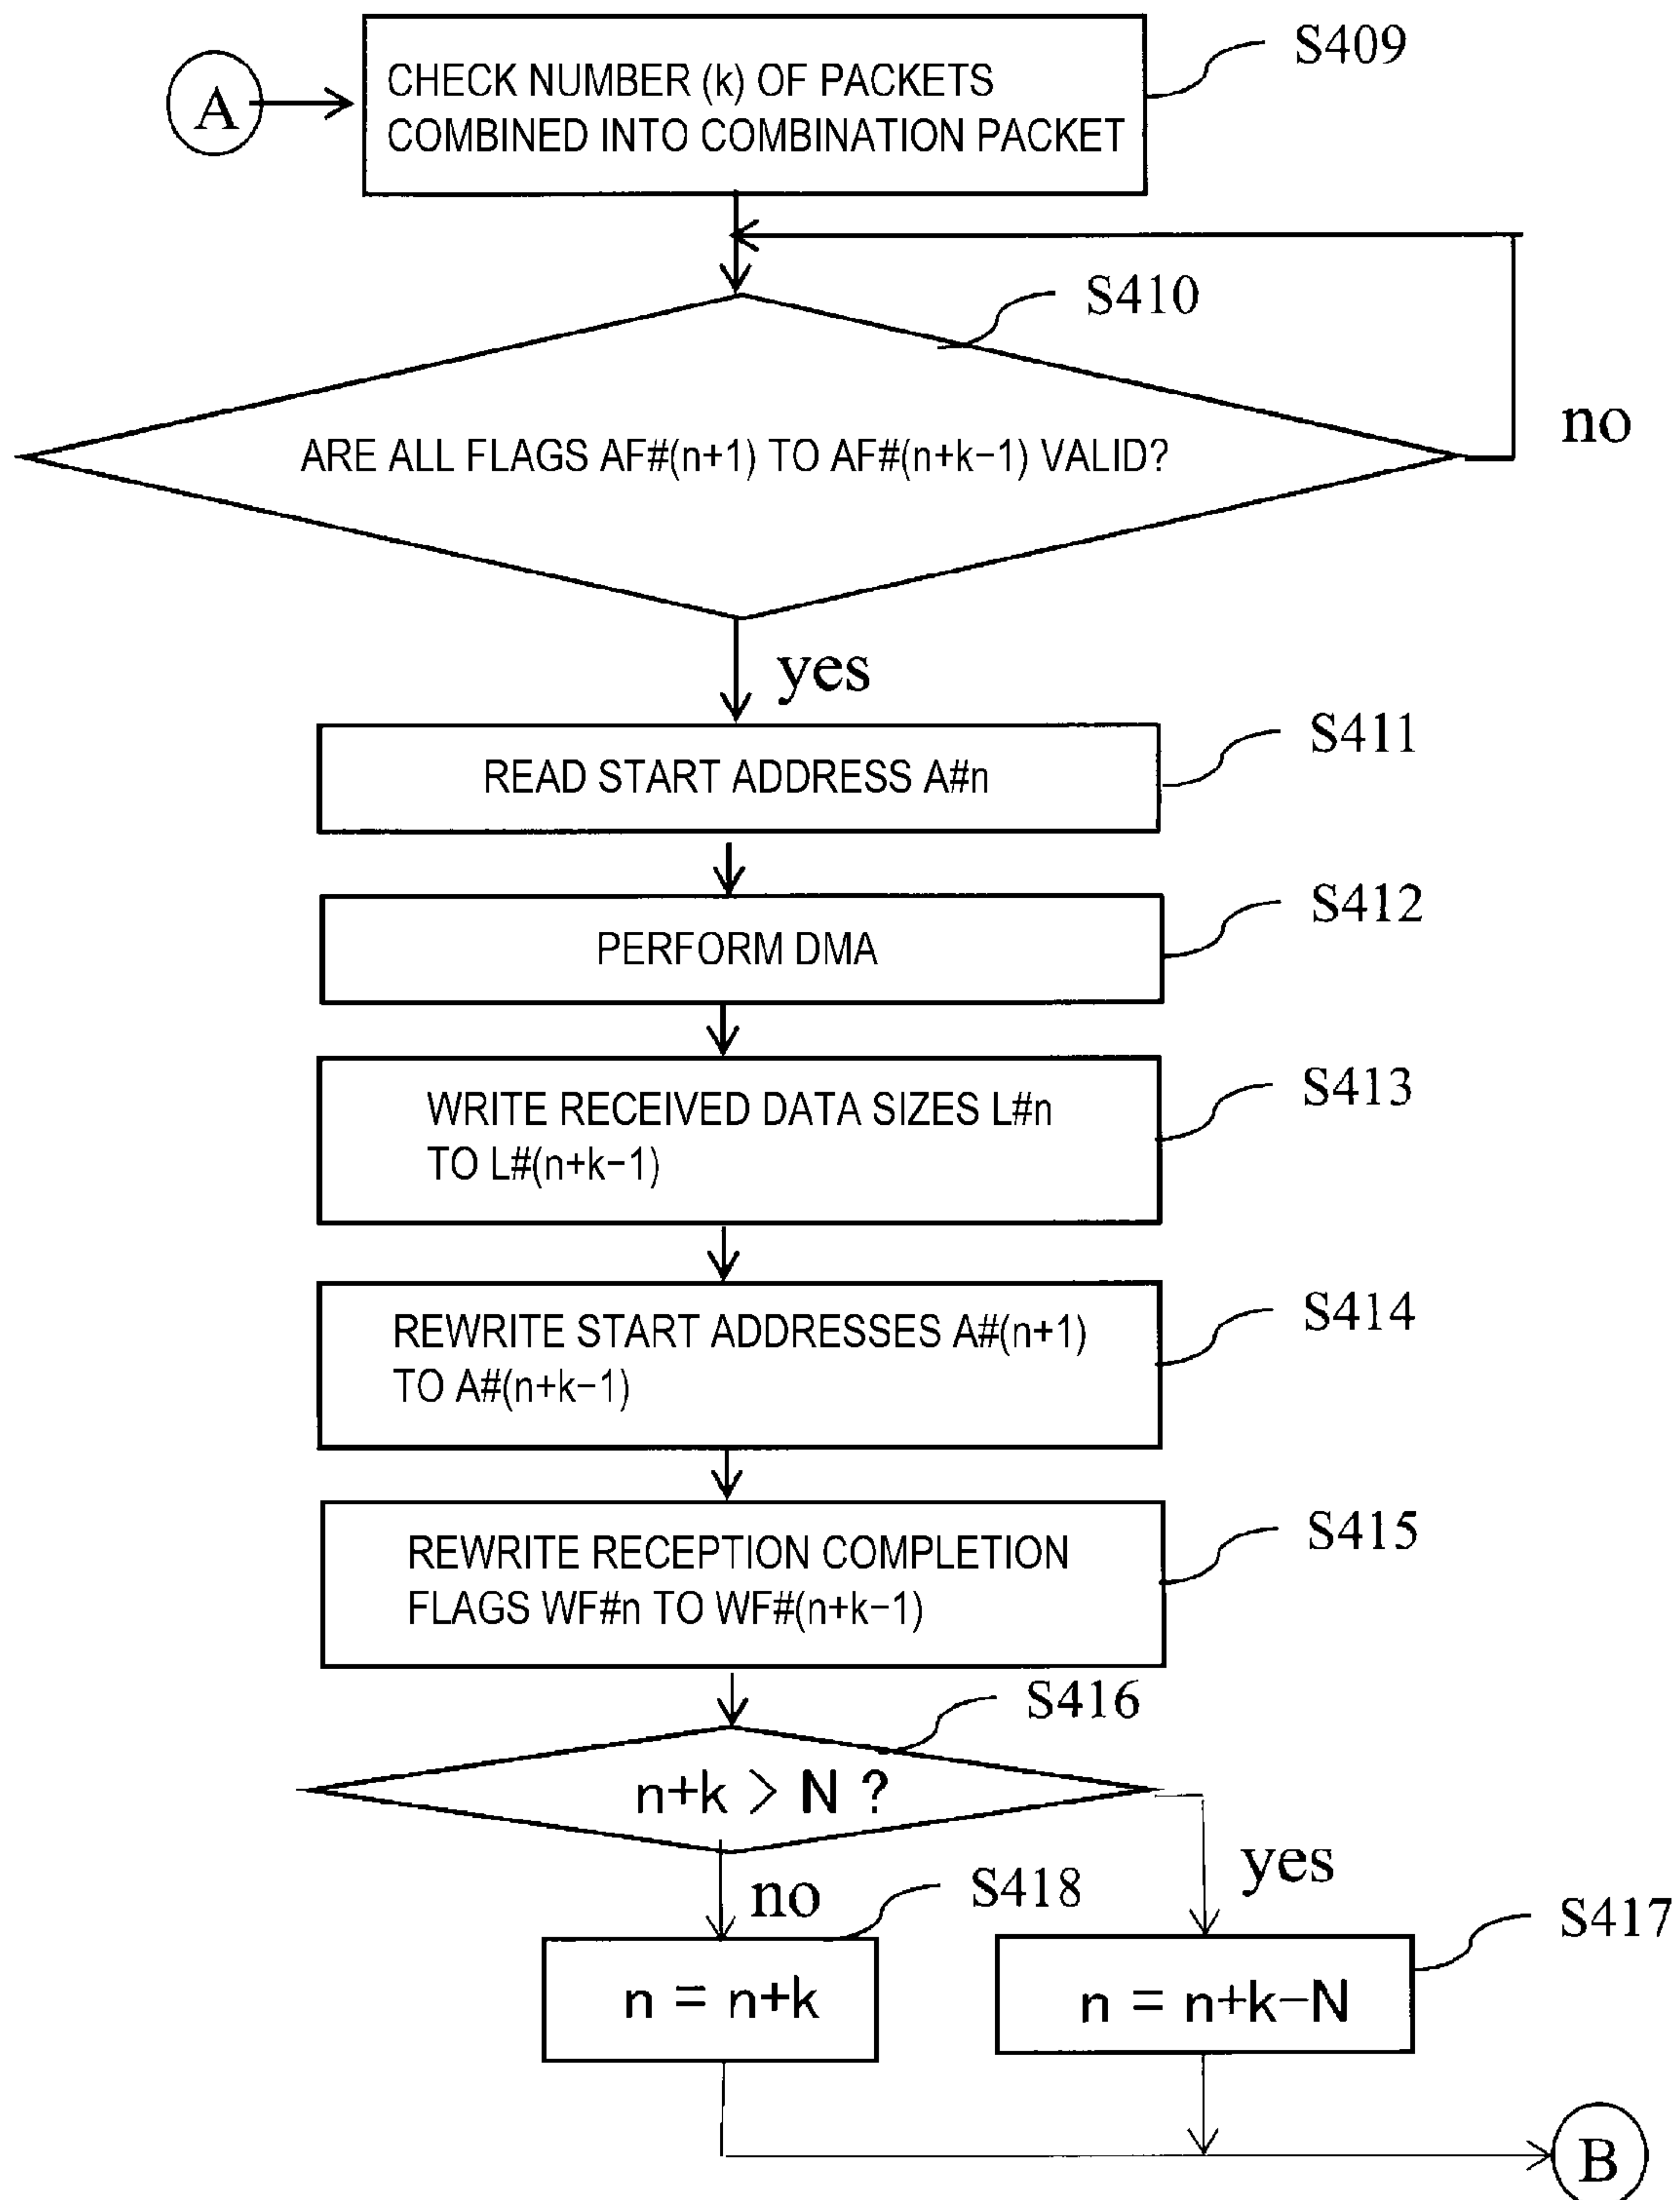 S409
A
CHECK NUMBER (k) OF PACKETS
COMBINED INTO COMBINATION PACKET
S410
no
ARE ALL FLAGS AF#(n+1) TO AF#(n+k−1) VALID?
yes
S411
READ START ADDRESS A#n
S412
PERFORM DMA
S413
WRITE RECEIVED DATA SIZES L#n
TO L#(n+k−1)
S414
REWRITE START ADDRESSES A#(n+1)
TO A#(n+k−1)
S415
REWRITE RECEPTION COMPLETION
FLAGS WF#n TO WF#(n+k−1)
S416
n+k > N ?
yes
no
S418
S417
n = n+k
n = n+k−N
B